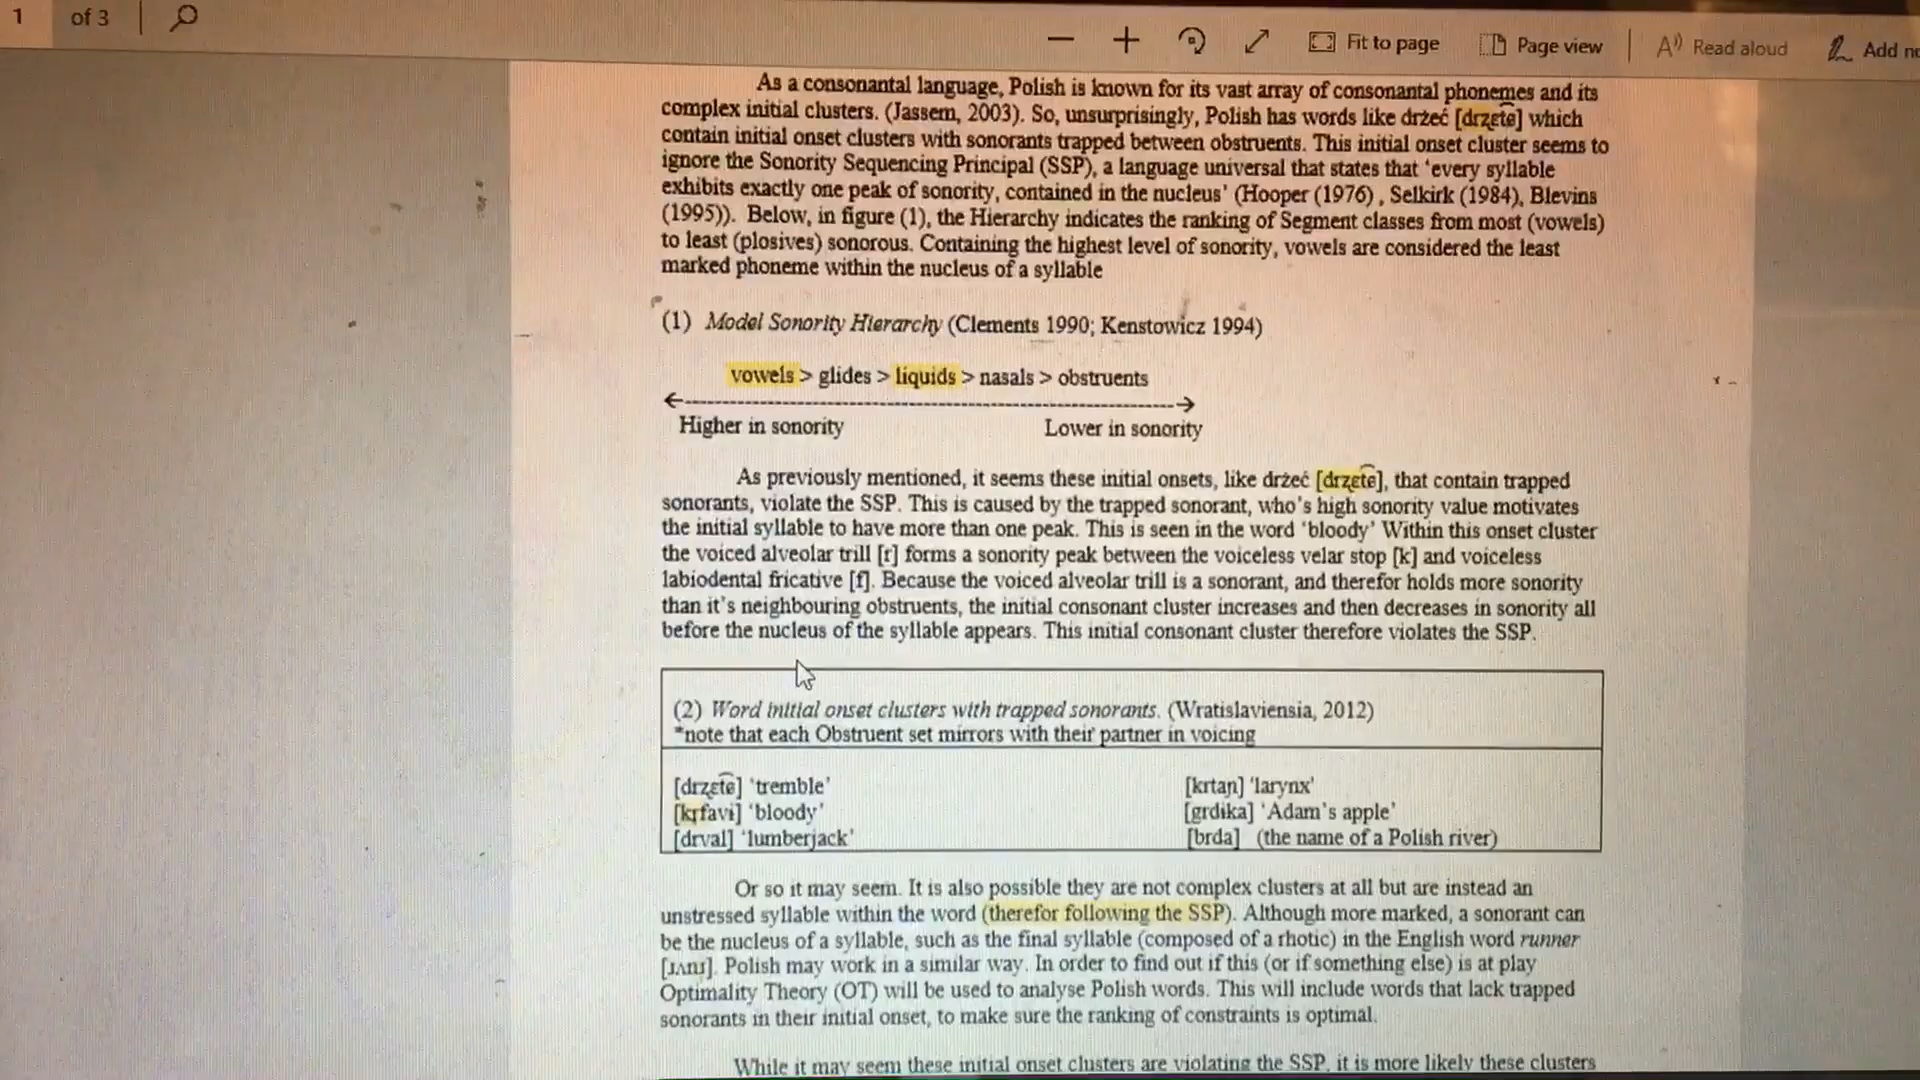 1 of 3
Fit to page Page view Read aloud Add no
As a consonantal language, Polish is known for its vast array of consonantal phonemes and its
complex initial clusters. (Jassem, 2003). So, unsurprisingly, Polish has words like drżeć [drʐɛt͡ɕ] which
contain initial onset clusters with sonorants trapped between obstruents. This initial onset cluster seems to
ignore the Sonority Sequencing Principal (SSP), a language universal that states that ‘every syllable
exhibits exactly one peak of sonority, contained in the nucleus’ (Hooper (1976) , Selkirk (1984), Blevins
(1995)). Below, in figure (1), the Hierarchy indicates the ranking of Segment classes from most (vowels)
to least (plosives) sonorous. Containing the highest level of sonority, vowels are considered the least
marked phoneme within the nucleus of a syllable
(1) Model Sonority Hierarchy (Clements 1990; Kenstowicz 1994)
vowels > glides > liquids > nasals > obstruents
Higher in sonority Lower in sonority
As previously mentioned, it seems these initial onsets, like drżeć [drʐɛt͡ɕ], that contain trapped
sonorants, violate the SSP. This is caused by the trapped sonorant, who’s high sonority value motivates
the initial syllable to have more than one peak. This is seen in the word ‘bloody’ Within this onset cluster
the voiced alveolar trill [r] forms a sonority peak between the voiceless velar stop [k] and voiceless
labiodental fricative [f]. Because the voiced alveolar trill is a sonorant, and therefor holds more sonority
than it’s neighbouring obstruents, the initial consonant cluster increases and then decreases in sonority all
before the nucleus of the syllable appears. This initial consonant cluster therefore violates the SSP.
(2) Word initial onset clusters with trapped sonorants. (Wratislaviensia, 2012)
*note that each Obstruent set mirrors with their partner in voicing
[drʐɛt͡ɕ] ‘tremble’ [krtaɲ] ‘larynx’
[kr̩favi] ‘bloody’ [grdɨka] ‘Adam’s apple’
[drval] ‘lumberjack’ [brda] (the name of a Polish river)
Or so it may seem. It is also possible they are not complex clusters at all but are instead an
unstressed syllable within the word (therefor following the SSP). Although more marked, a sonorant can
be the nucleus of a syllable, such as the final syllable (composed of a rhotic) in the English word runner
[ɹʌnɹ]. Polish may work in a similar way. In order to find out if this (or if something else) is at play
Optimality Theory (OT) will be used to analyse Polish words. This will include words that lack trapped
sonorants in their initial onset, to make sure the ranking of constraints is optimal.
While it may seem these initial onset clusters are violating the SSP, it is more likely these clusters